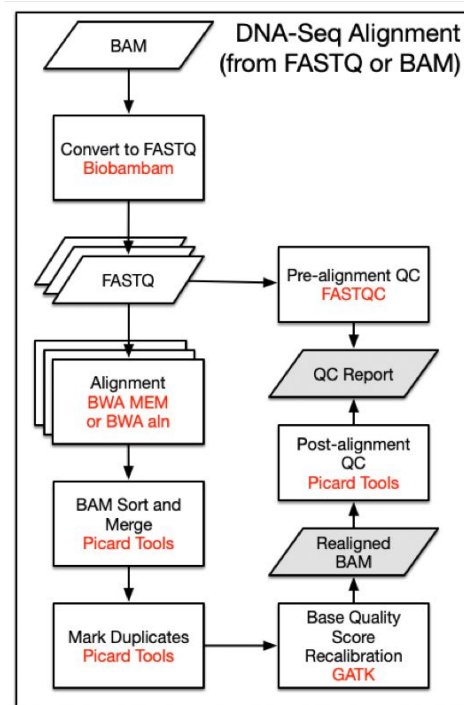 DNA-Seq Alignment
(from FASTQ or BAM)
BAM
Convert to FASTQ
Biobambam
FASTQ
Pre-alignment QC
FASTQC
QC Report
Alignment
BWA MEM
or BWA aln
Post-alignment
QC
Picard Tools
BAM Sort and
Merge
Picard Tools
Realigned
BAM
Mark Duplicates
Picard Tools
Base Quality
Score
Recalibration
GATK